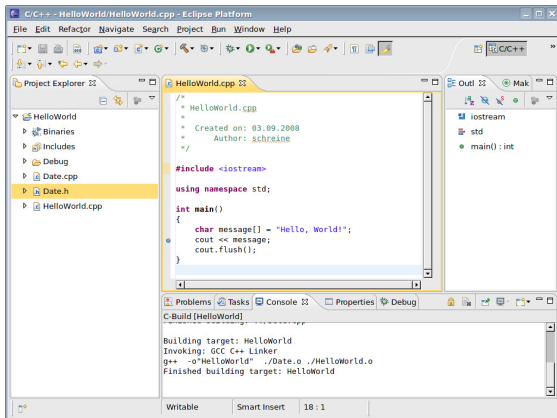 C/C++ - HelloWorld/HelloWorld.cpp - Eclipse Platform
File Edit Refactor Navigate Search Project Run Window Help
C/C++
Project Explorer
HelloWorld
Binaries
Includes
Debug
Date.cpp
Date.h
HelloWorld.cpp
HelloWorld.cpp
/*
* HelloWorld.cpp
*
* Created on: 03.09.2008
* Author: schreine
*/
#include <iostream>
using namespace std;
int main()
{
char message[] = "Hello, World!";
cout << message;
cout.flush();
}
Outl Mak
iostream
std
main() : int
Problems Tasks Console Properties Debug
C-Build [HelloWorld]
Building target: HelloWorld
Invoking: GCC C++ Linker
g++ -o"HelloWorld" ./Date.o ./HelloWorld.o
Finished building target: HelloWorld
Writable Smart Insert 18 : 1